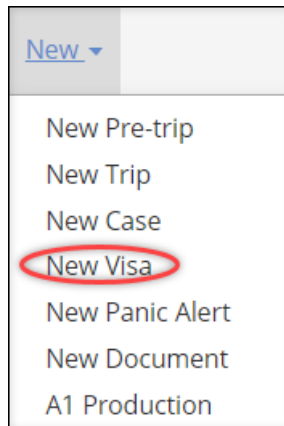 New
New Pre-trip
New Trip
New Case
New Visa
New Panic Alert
New Document
A1 Production